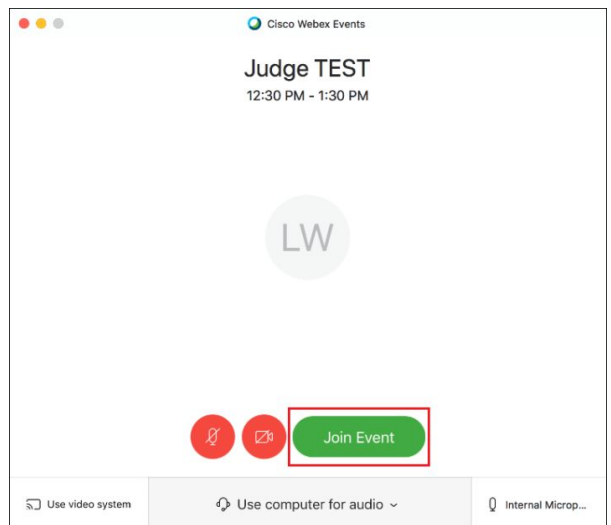 Cisco Webex Events
Judge TEST
12:30 PM - 1:30 PM
LW
Join Event
Use video system
Use computer for audio
Internal Microp...